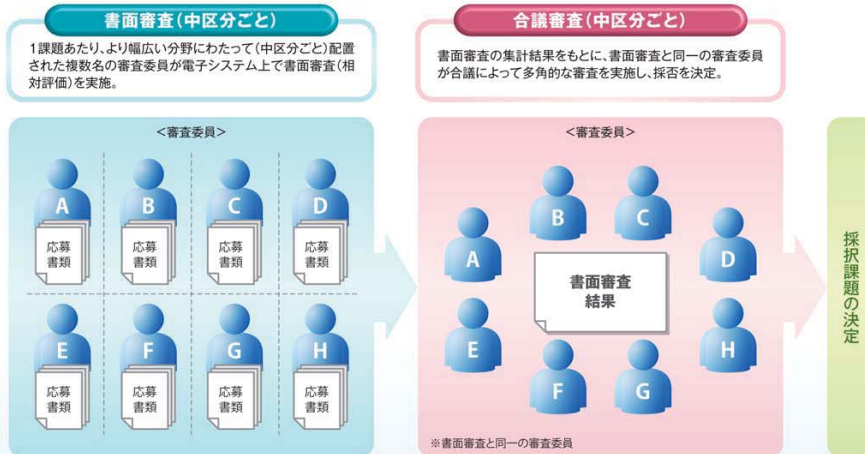 書面審査（中区分ごと）
1課題あたり、より幅広い分野にわたって（中区分ごと）配置
された複数名の審査委員が電子システム上で書面審査（相
対評価）を実施。
＜審査委員＞
A
B
C
D
応募
書類
応募
書類
応募
書類
応募
書類
E
F
G
H
応募
書類
応募
書類
応募
書類
応募
書類
合議審査（中区分ごと）
書面審査の集計結果をもとに、書面審査と同一の審査委員
が合議によって多角的な審査を実施し、採否を決定。
＜審査委員＞
B
C
A
D
書面審査
結果
E
H
F
G
※書面審査と同一の審査委員
採択課題の決定